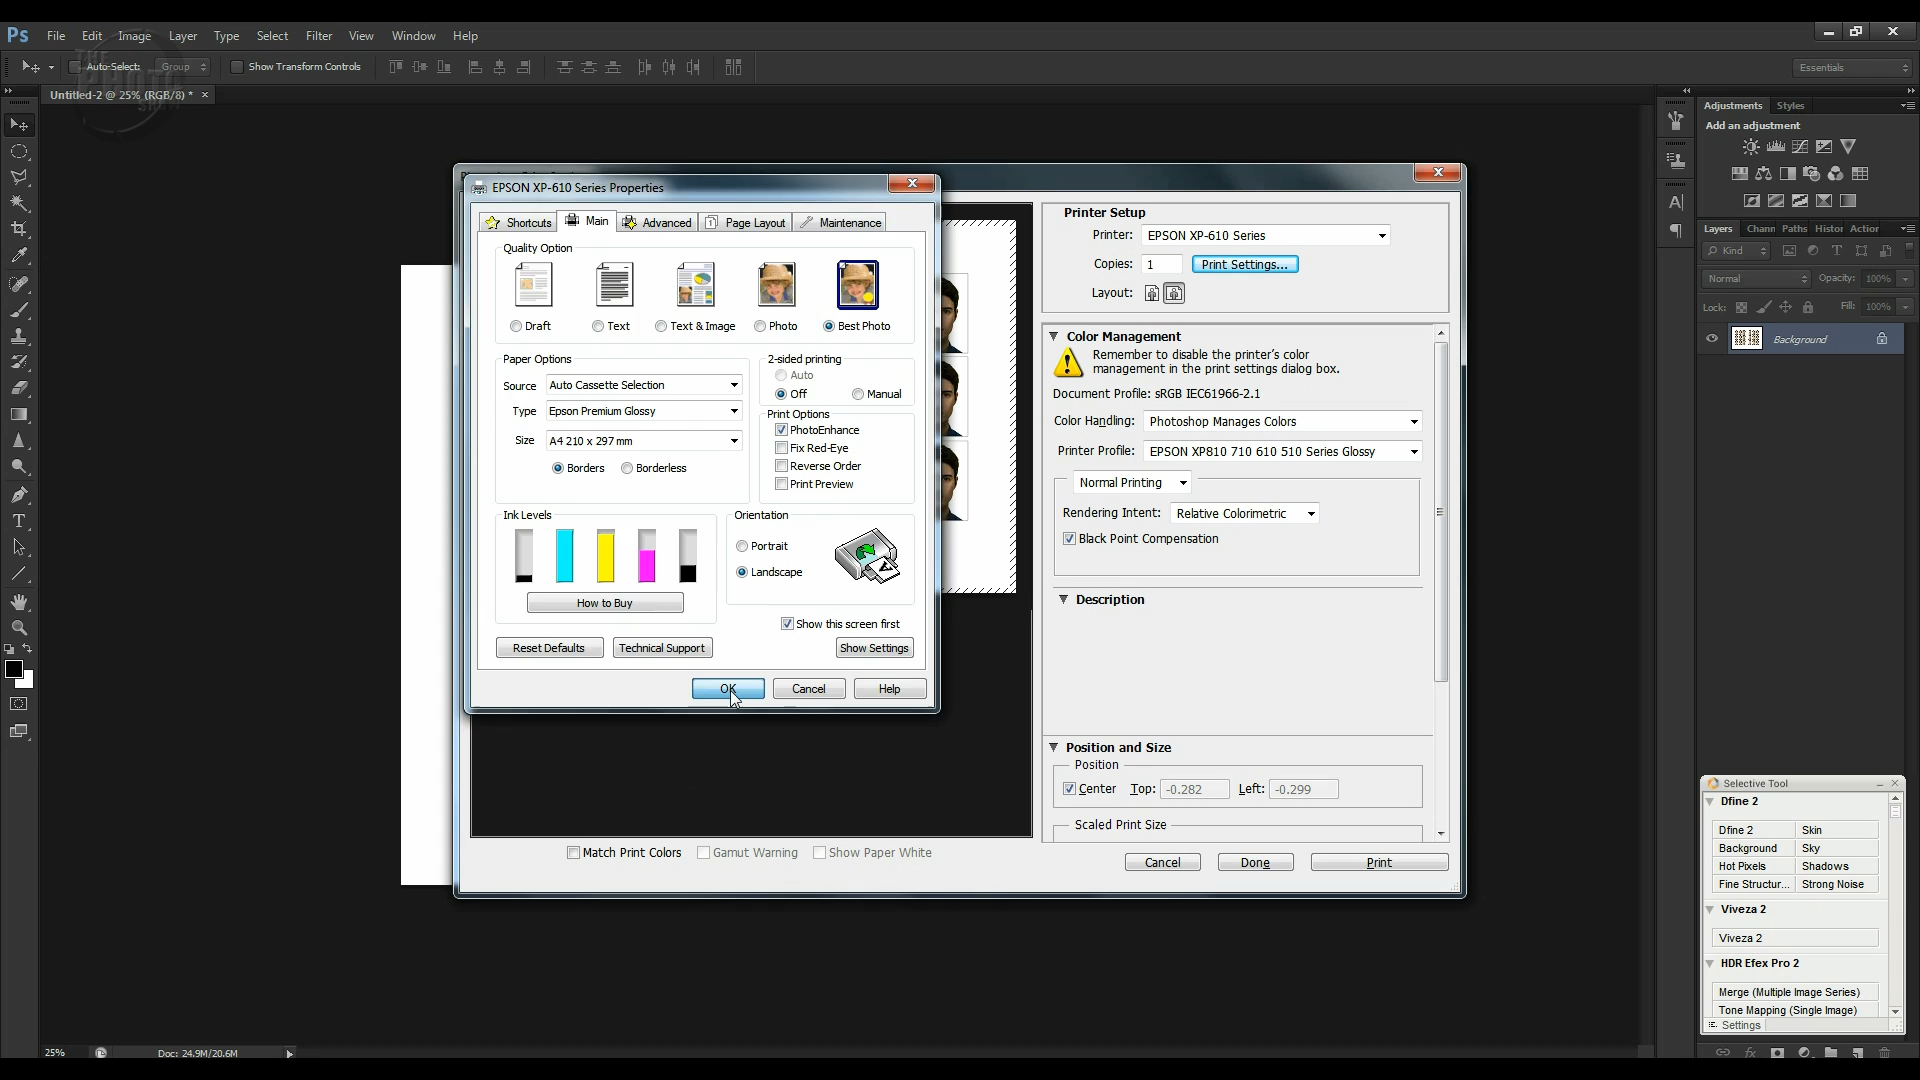 Ps File Edit Image Layer Type Select Filter View Window Help
Auto-Select: Group Show Transform Controls Essentials
THE PHOTO SHOW
Untitled-2 @ 25% (RGB/8) * ×
EPSON XP-610 Series Properties
Shortcuts Main Advanced Page Layout Maintenance
Quality Option
Draft Text Text & Image Photo Best Photo
Paper Options
Source Auto Cassette Selection
Type Epson Premium Glossy
Size A4 210 x 297 mm
Borders Borderless
2-sided printing
Auto
Off Manual
Print Options
PhotoEnhance
Fix Red-Eye
Reverse Order
Print Preview
Ink Levels
How to Buy
Orientation
Portrait
Landscape
Show this screen first
Reset Defaults Technical Support Show Settings
OK Cancel Help
Match Print Colors Gamut Warning Show Paper White
Printer Setup
Printer: EPSON XP-610 Series
Copies: 1 Print Settings...
Layout:
Color Management
Remember to disable the printer's color
management in the print settings dialog box.
Document Profile: sRGB IEC61966-2.1
Color Handling: Photoshop Manages Colors
Printer Profile: EPSON XP810 710 610 510 Series Glossy
Normal Printing
Rendering Intent: Relative Colorimetric
Black Point Compensation
Description
Position and Size
Position
Center Top: -0.282 Left: -0.299
Scaled Print Size
Cancel Done Print
Adjustments Styles
Add an adjustment
Layers Chann Paths Histor Action
Kind
Normal Opacity: 100%
Lock: Fill: 100%
Background
Selective Tool
Dfine 2
Dfine 2 Skin
Background Sky
Hot Pixels Shadows
Fine Structur... Strong Noise
Viveza 2
Viveza 2
HDR Efex Pro 2
Merge (Multiple Image Series)
Tone Mapping (Single Image)
Settings
25% Doc: 24.9M/20.6M